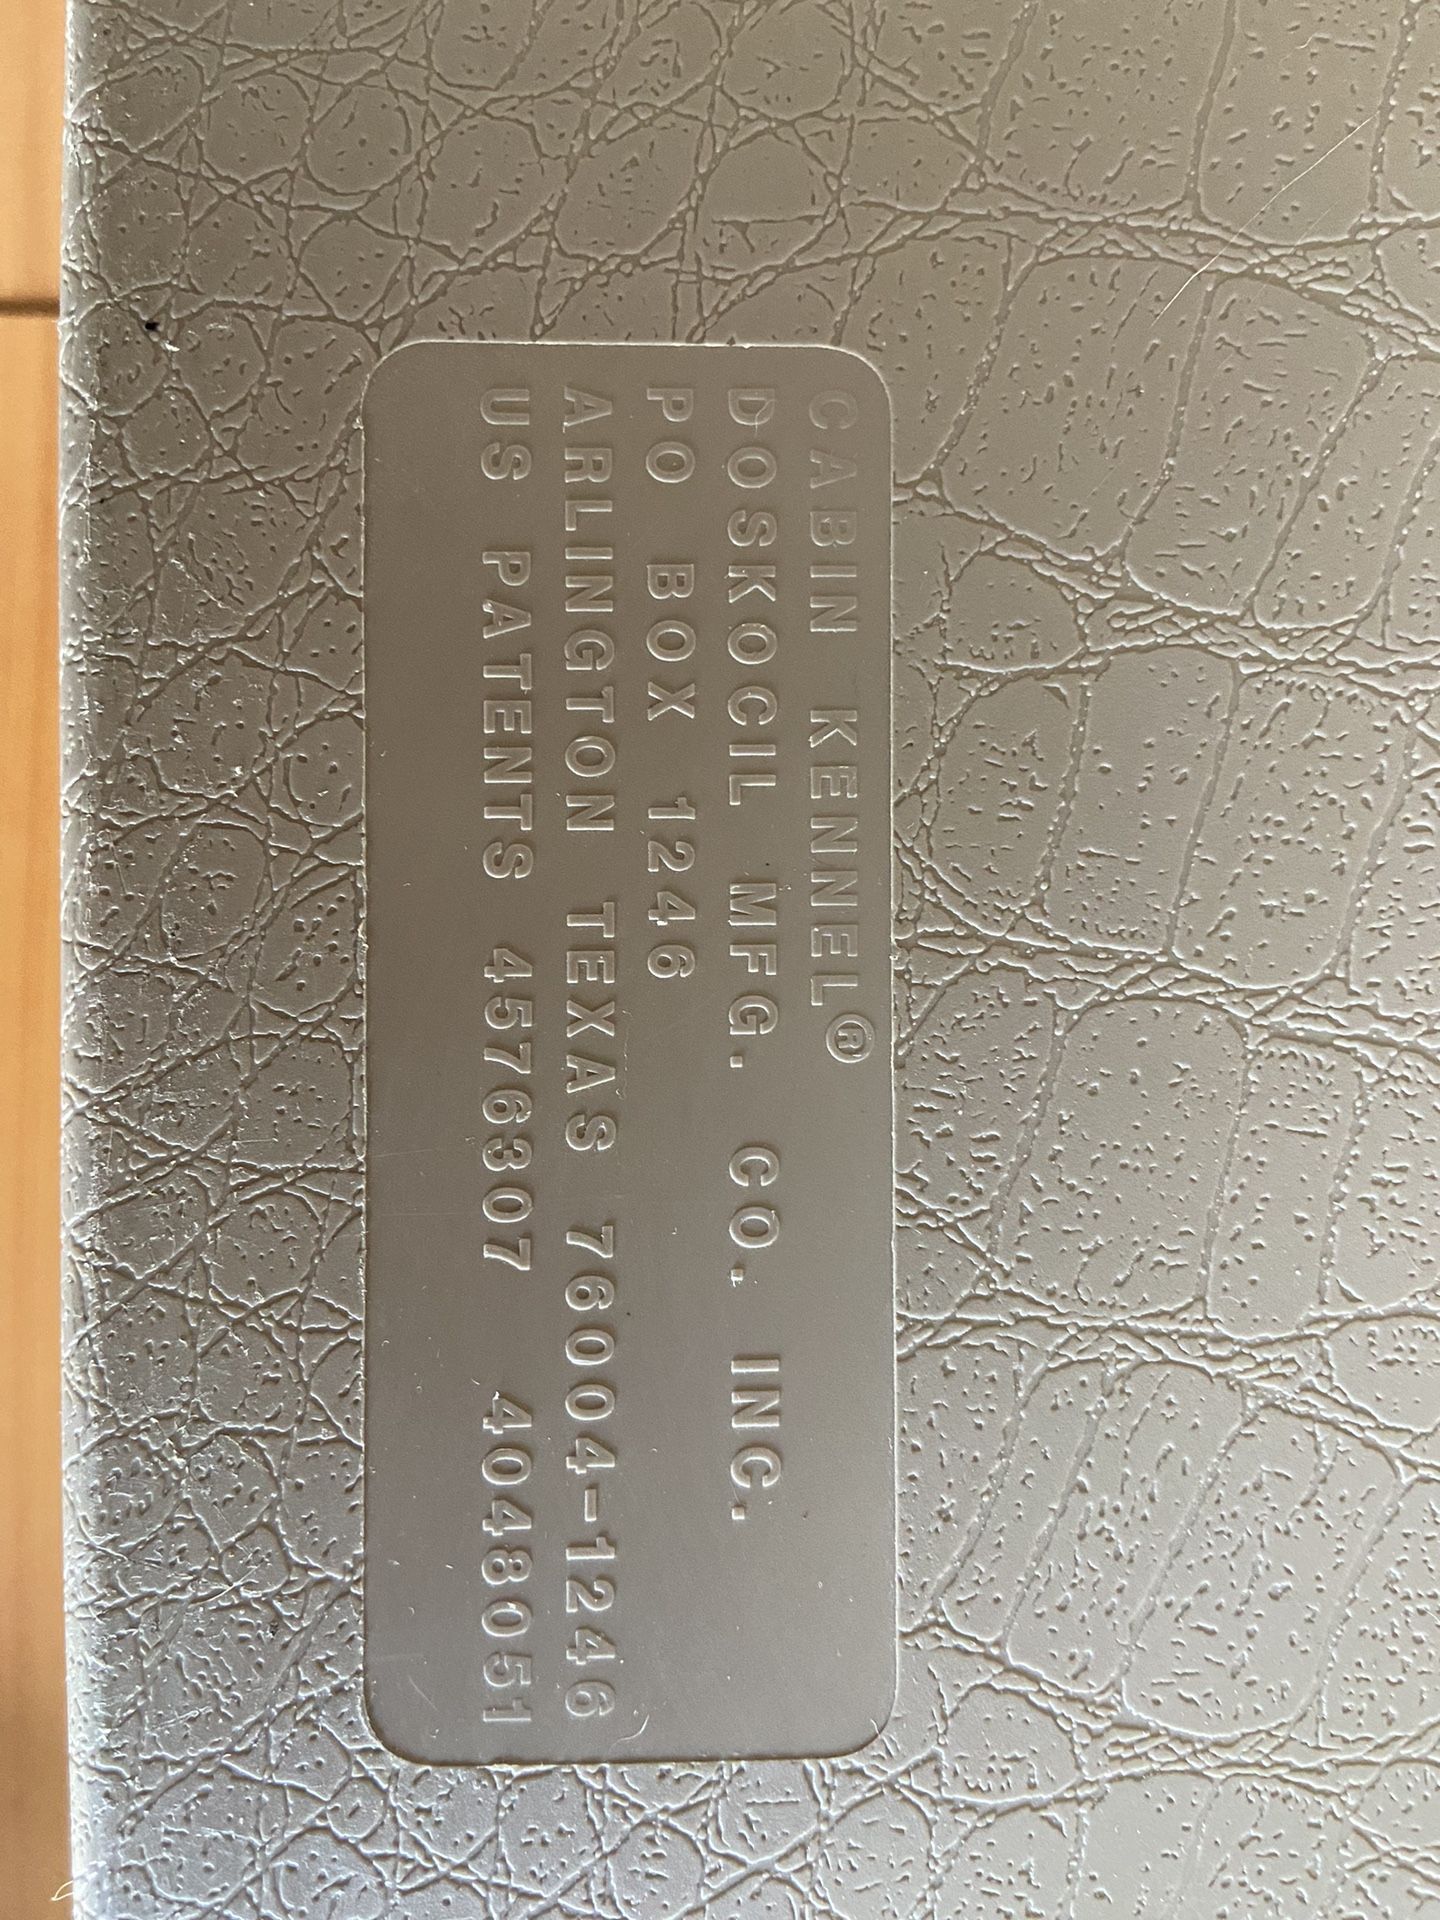 CABIN KENNEL®
DOSKOCIL MFG. CO. INC.
PO BOX 1246
ARLINGTON TEXAS 76004-1246
US PATENTS 4576307 4048051